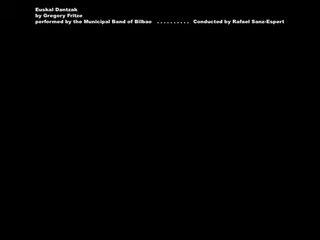 Euskal Dantzak
by Gregory Fritze
performed by the Municipal Band of Bilbao . . . . . . . . . . Conducted by Rafael Sanz-Espert